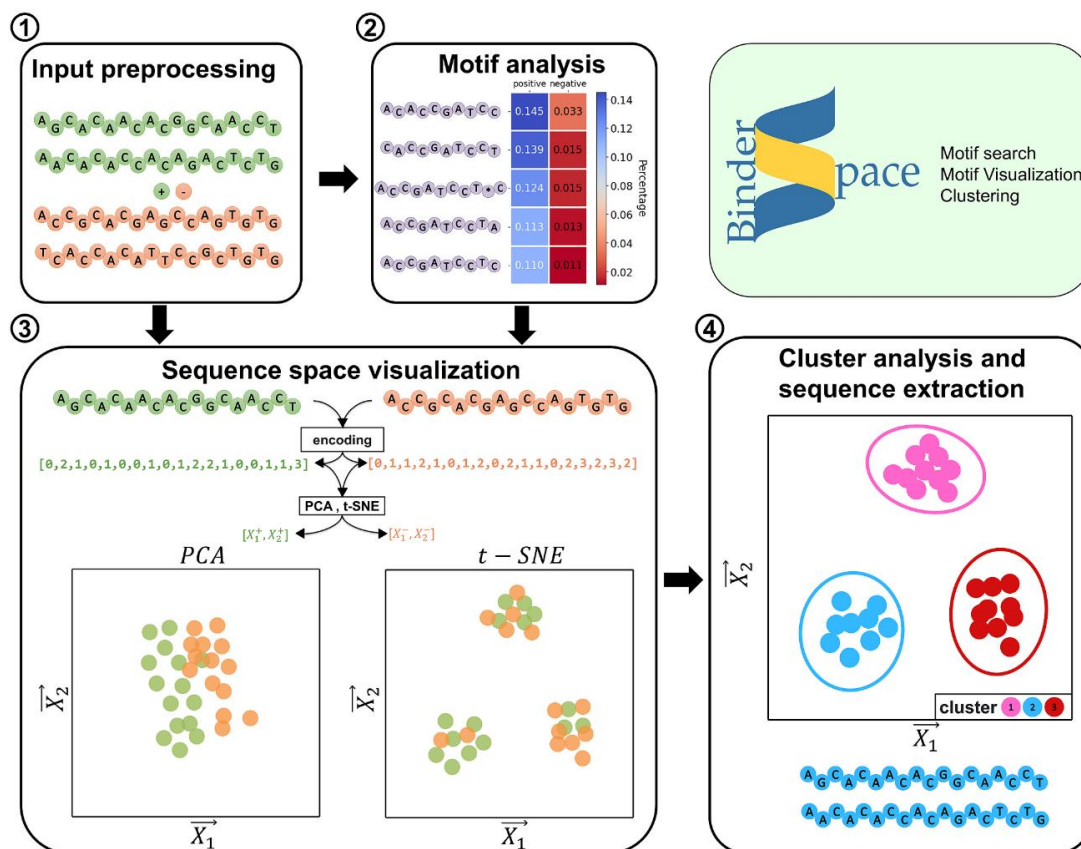 1
Input preprocessing
AGCACAACACGGCAACCT
AACACACCACAGACTCTG
+ -
ACCGCACGAGCCAGTGTG
TCACCACATTCCGCTGTG
2
Motif analysis
positive negative
ACACCGATCC 0.145 0.033
CACCGATCCT 0.139 0.015
ACCGATCCT*C 0.124 0.015
ACCGATCCTA 0.113 0.013
ACCGATCCTC 0.110 0.011
0.14
0.12
0.10
0.08
0.06
0.04
0.02
Percentage
Binder
pace
Motif search
Motif Visualization
Clustering
3
Sequence space visualization
AGCACAACACGGCAACCT
ACCGCACGAGCCAGTGTG
encoding
[0,2,1,0,1,0,0,1,0,1,2,2,1,0,0,1,1,3]
[0,1,1,2,1,0,1,2,0,2,1,1,0,2,3,2,3,2]
PCA , t-SNE
[X₁⁺,X₂⁺]
[X₁⁻,X₂⁻]
PCA
X₂
X₁
t − SNE
X₂
X₁
4
Cluster analysis and
sequence extraction
X₂
cluster 1 2 3
X₁
AGCACAACACGGCAACCT
AACACACCACAGACTCTG